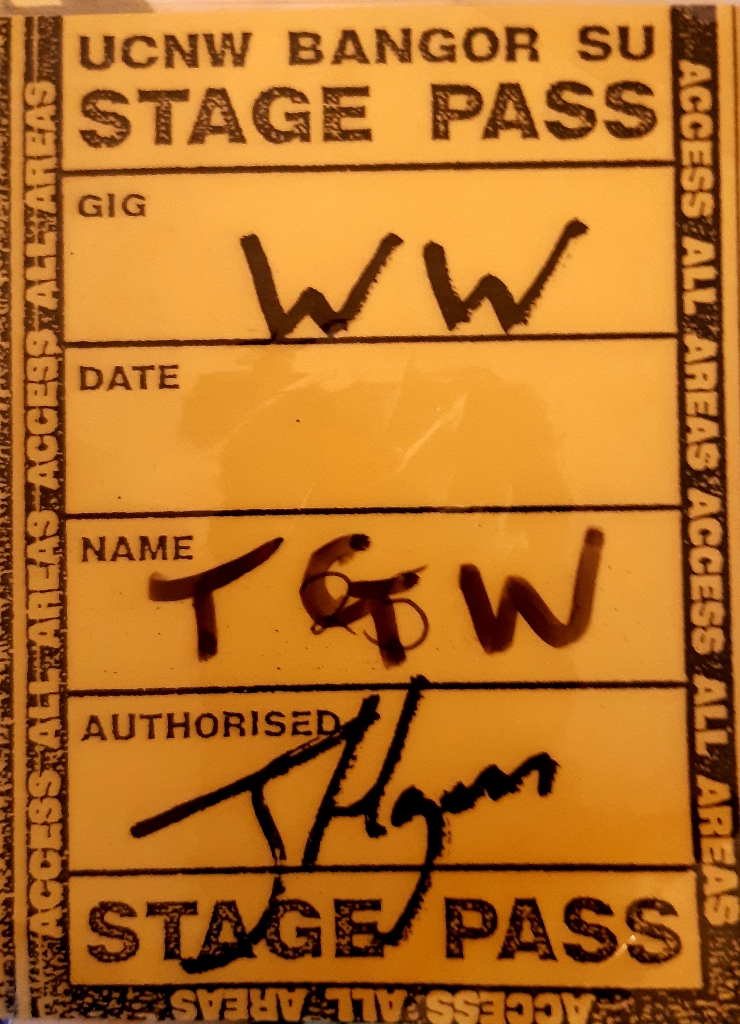 UCNW BANGOR SU
STAGE PASS
GIG
WW
DATE
NAME
T G W
AUTHORISED
STAGE PASS
ACCESS ALL AREAS ACCESS ALL AREAS
ACCESS ALL AREAS ACCESS ALL AREAS
ACCESS ALL AREAS